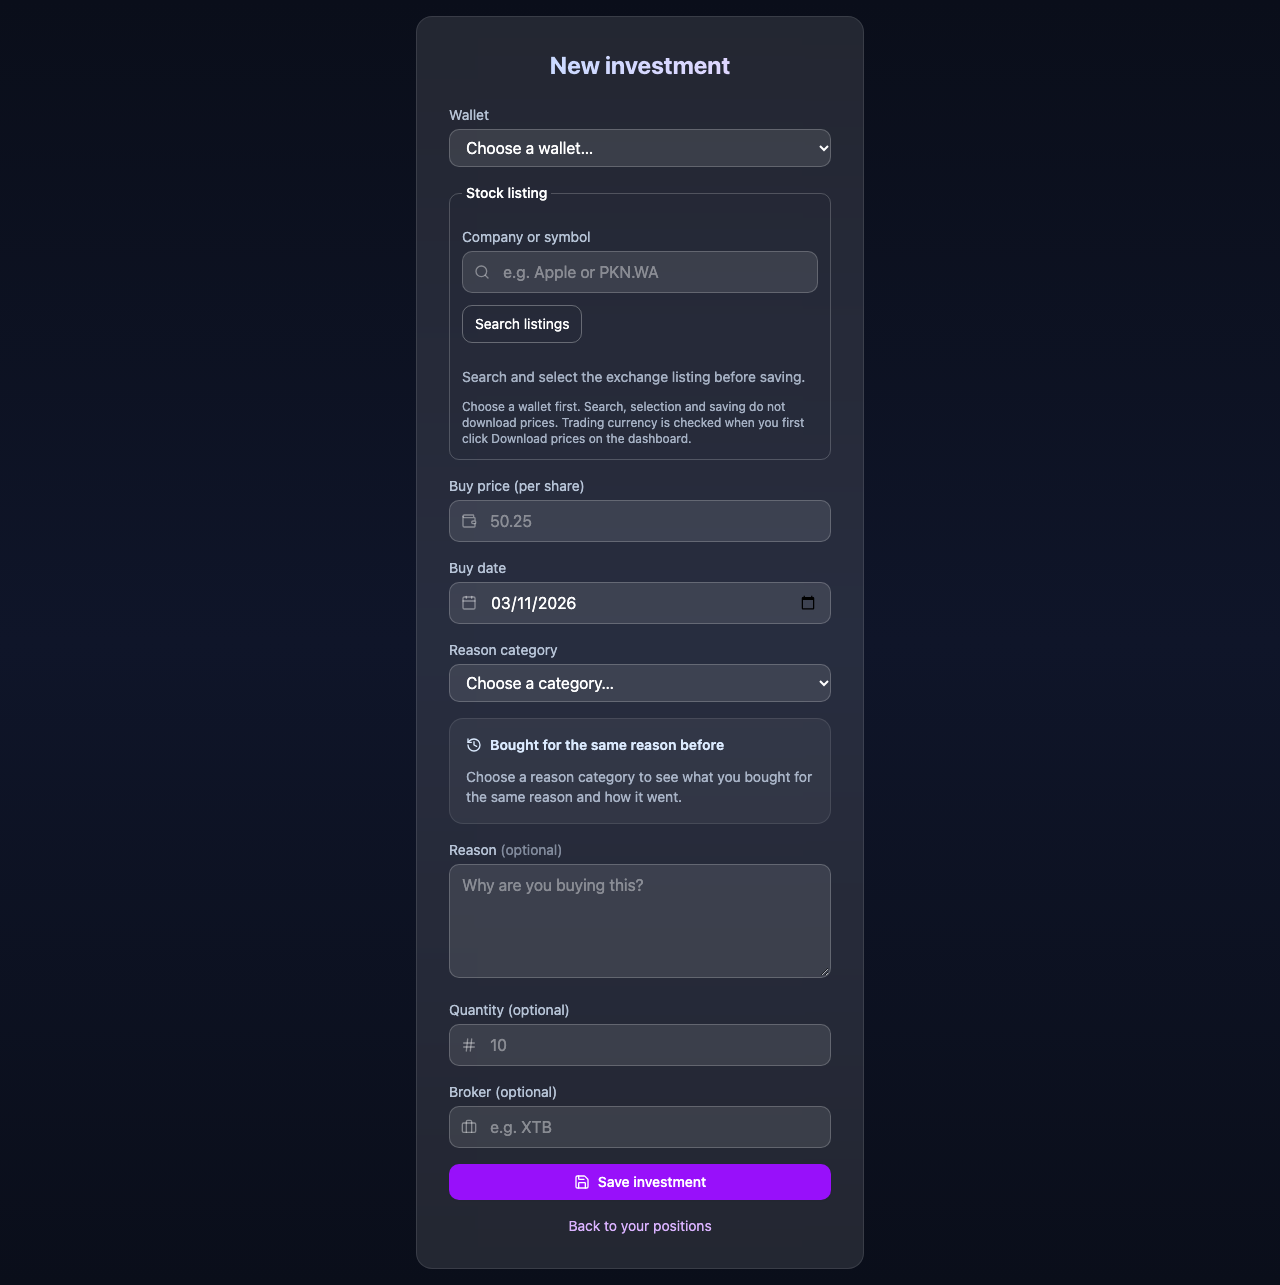 New investment
Wallet
Choose a wallet...
Stock listing
Company or symbol
e.g. Apple or PKN.WA
Search listings
Search and select the exchange listing before saving.
Choose a wallet first. Search, selection and saving do not
download prices. Trading currency is checked when you first
click Download prices on the dashboard.
Buy price (per share)
50.25
Buy date
03/11/2026
Reason category
Choose a category...
Bought for the same reason before
Choose a reason category to see what you bought for
the same reason and how it went.
Reason (optional)
Why are you buying this?
Quantity (optional)
10
Broker (optional)
e.g. XTB
Save investment
Back to your positions